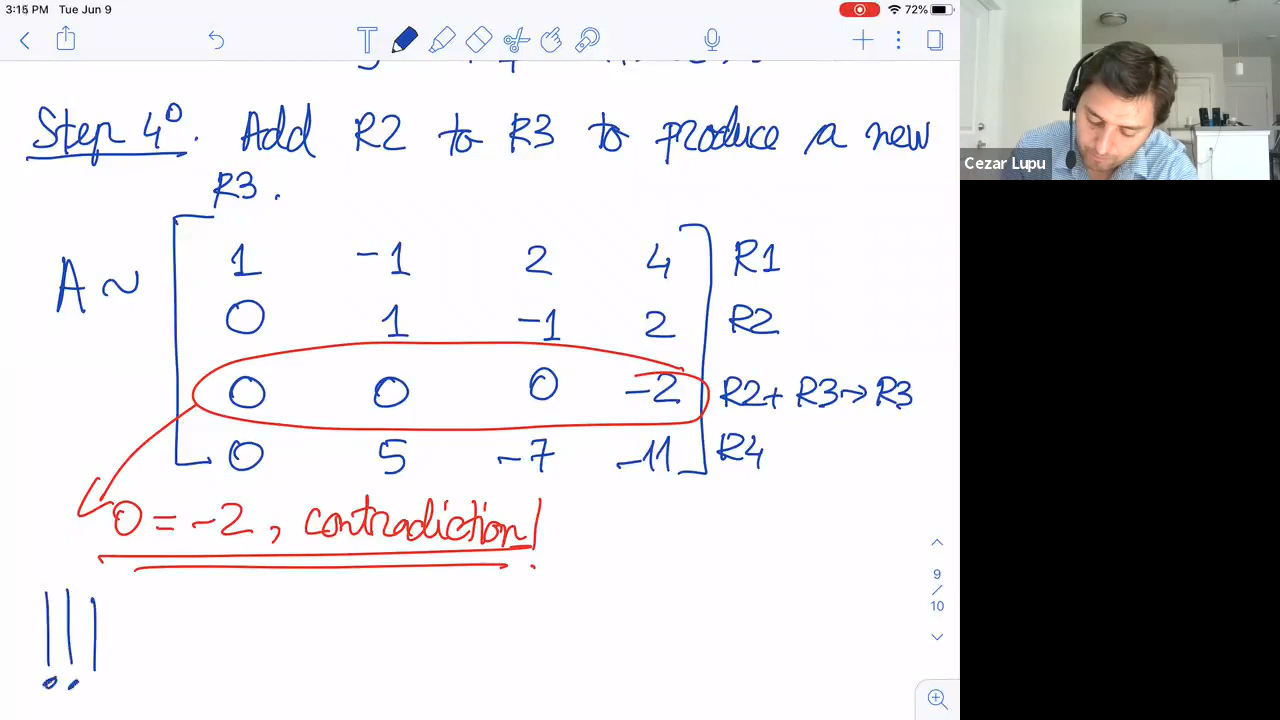 3:15 PM Tue Jun 9
72%
Step 4°. Add R2 to R3 to produce a new
R3.
A ~
1 -1 2 4 R1
0 1 -1 2 R2
0 0 0 -2 R2 + R3 → R3
0 5 -7 -11 R4
0 = -2, contradiction!
!!!
9
/
10
Cezar Lupu